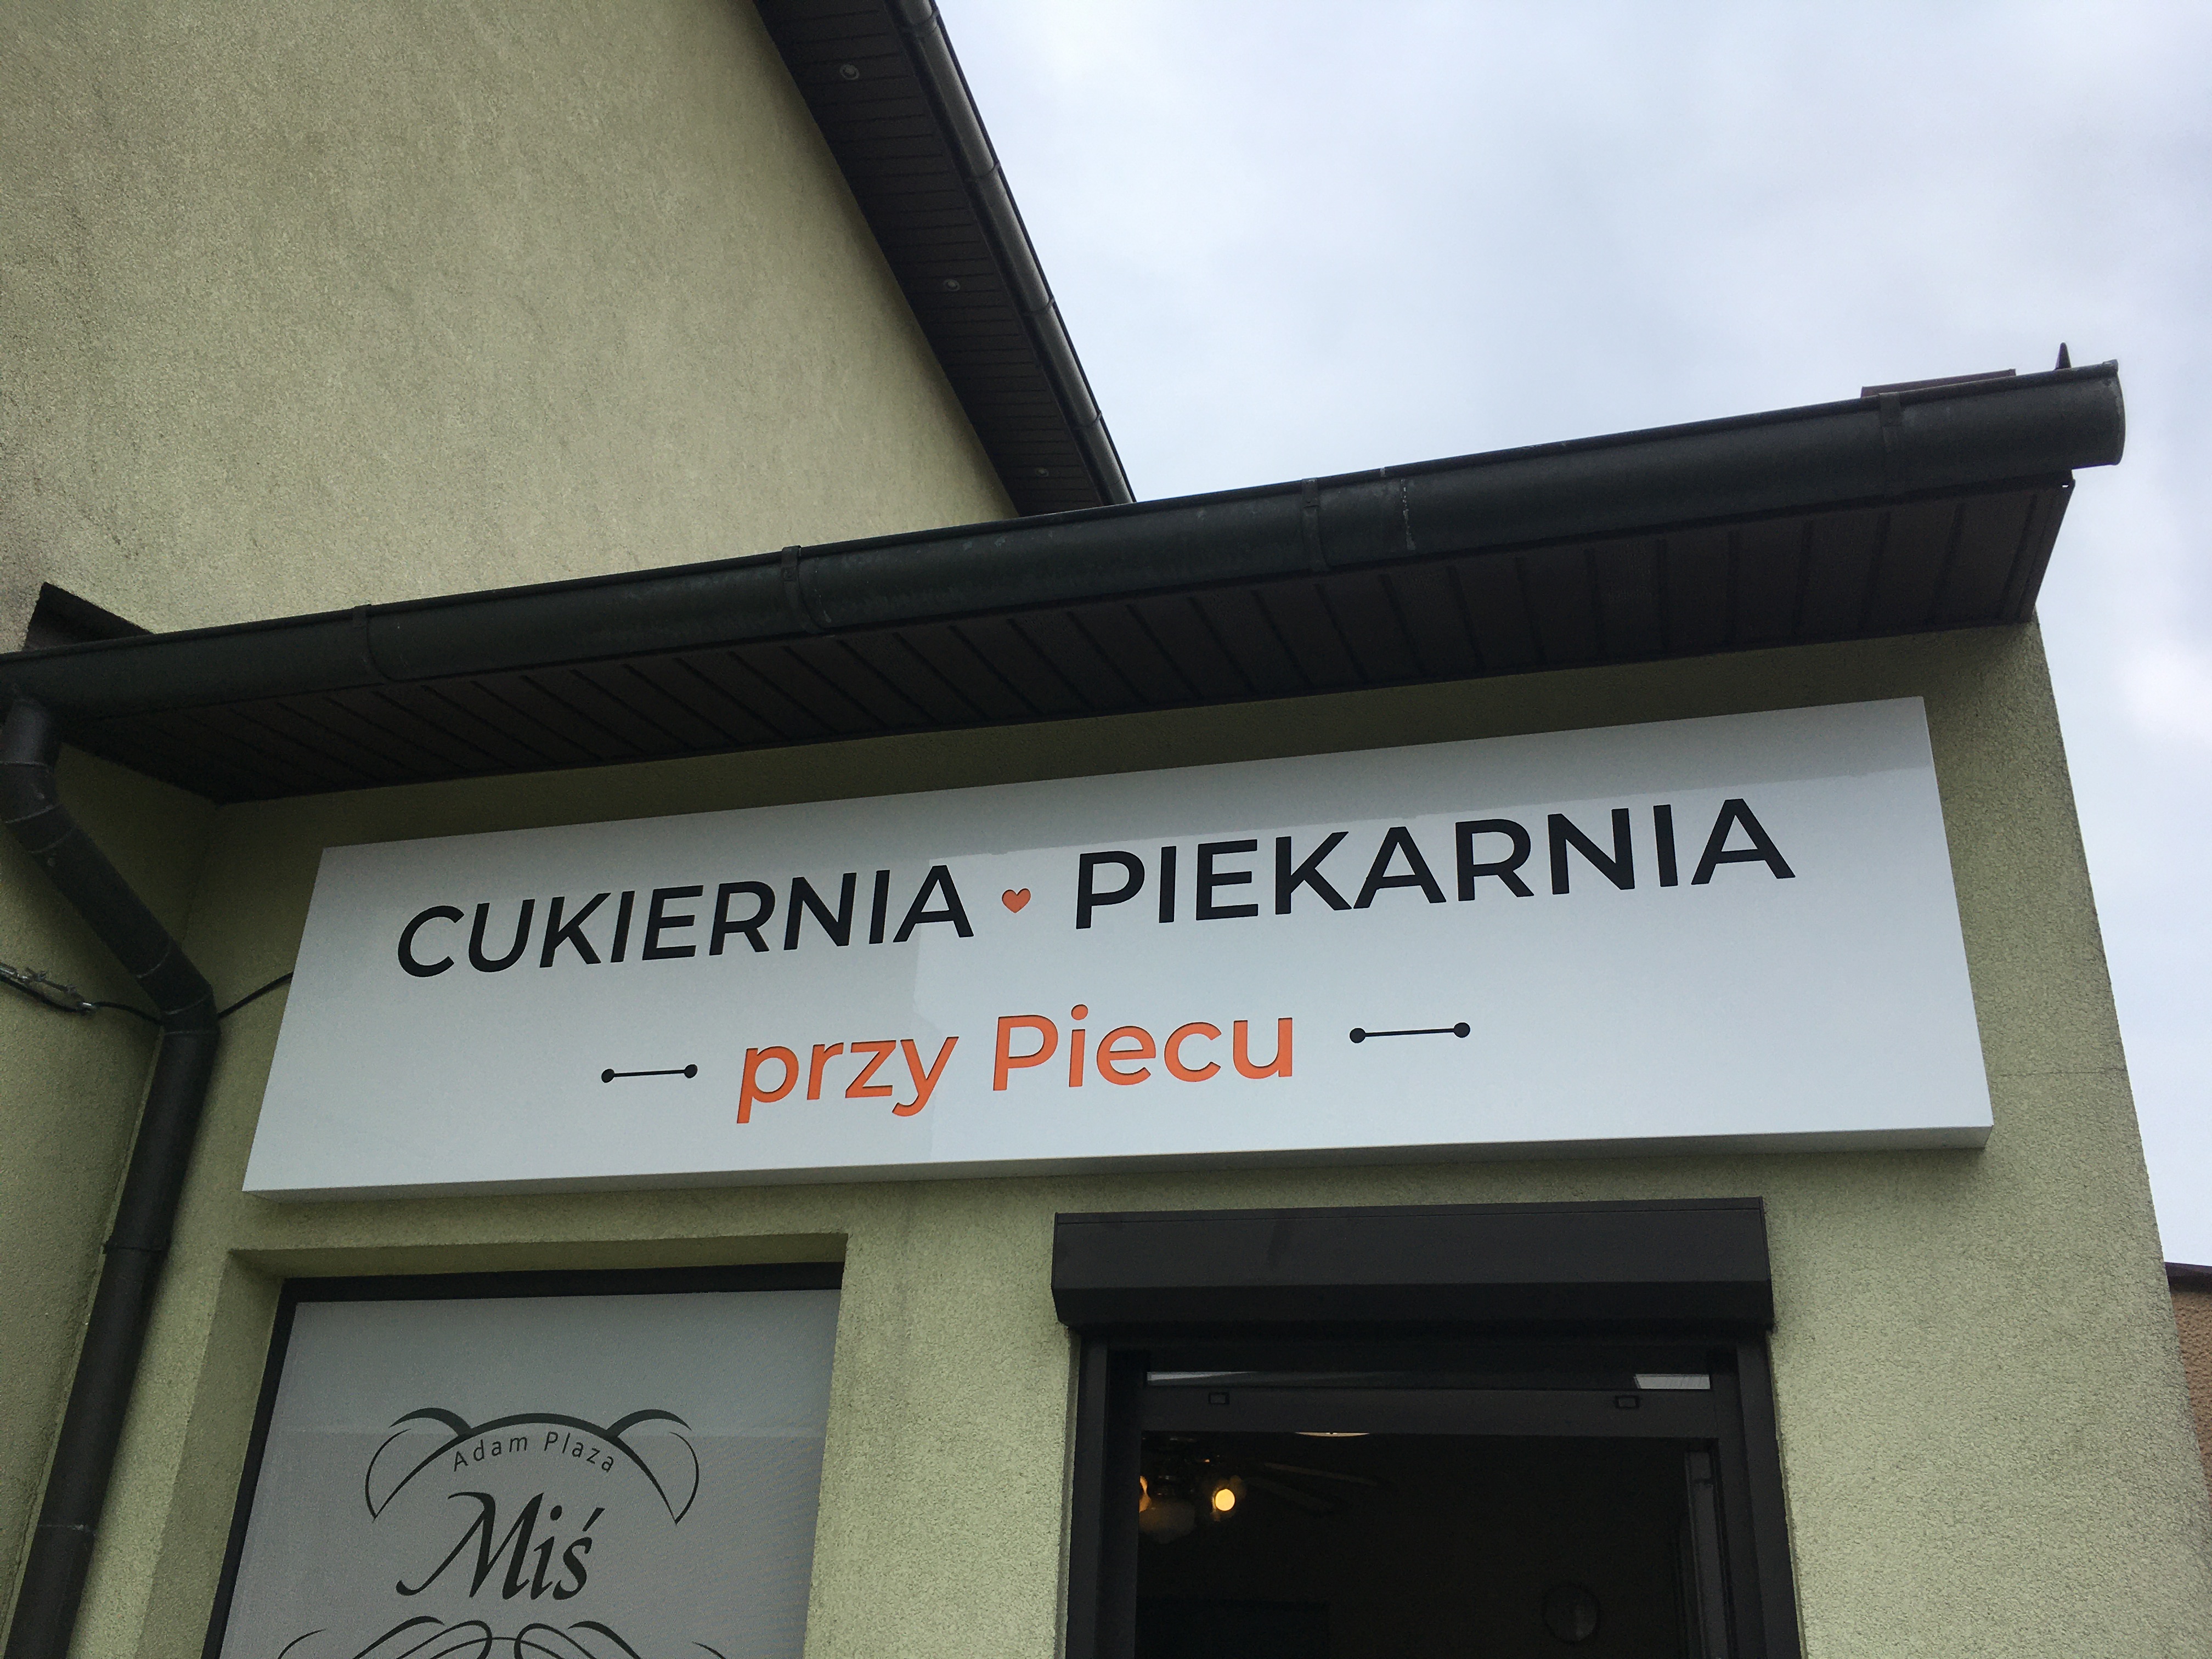 CUKIERNIA ♥ PIEKARNIA
przy Piecu
Adam Plaza
Miś